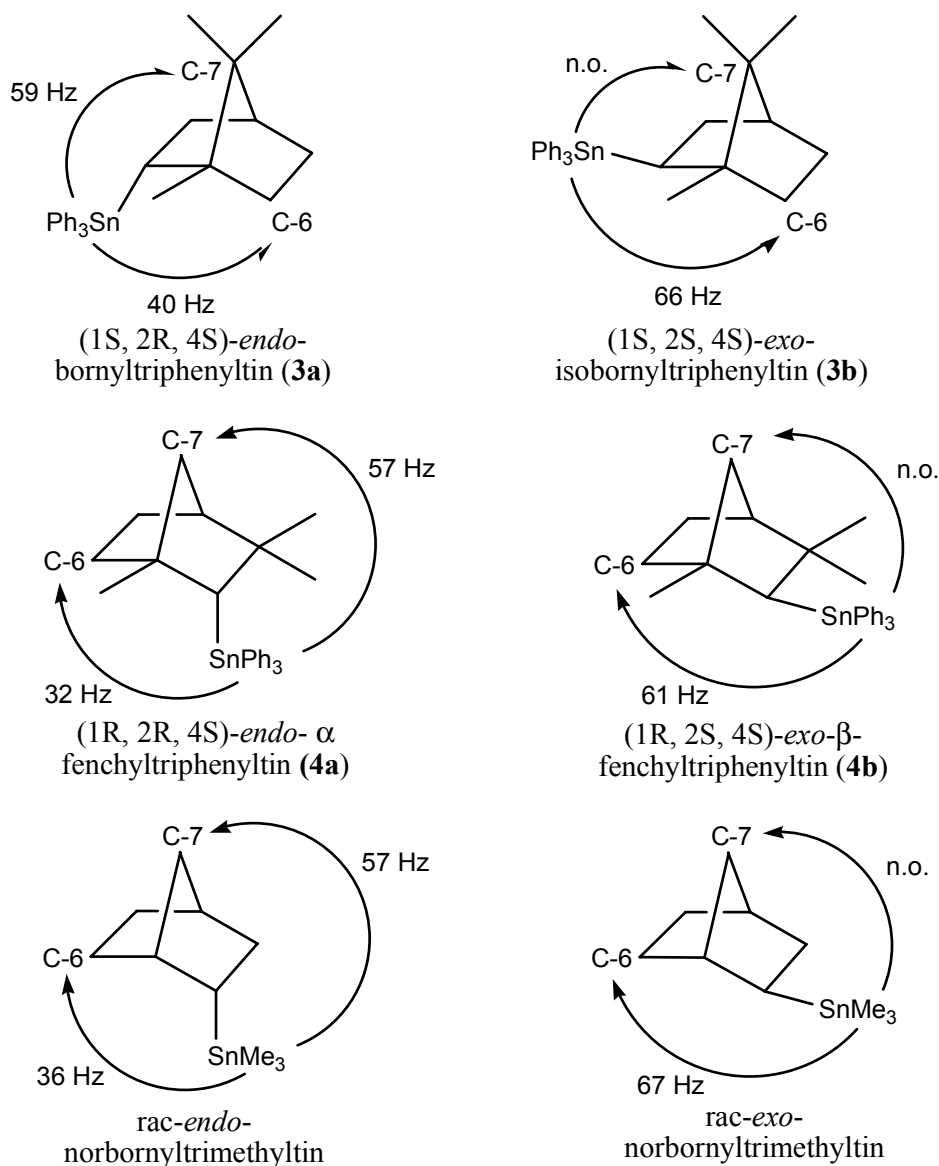 C-7
59 Hz
Ph₃Sn
C-6
40 Hz
(1S, 2R, 4S)-endo-
bornyltriphenyltin (3a)
n.o.
C-7
Ph₃Sn
C-6
66 Hz
(1S, 2S, 4S)-exo-
isobornyltriphenyltin (3b)
C-7
57 Hz
C-6
SnPh₃
32 Hz
(1R, 2R, 4S)-endo- α
fenchyltriphenyltin (4a)
C-7
n.o.
C-6
SnPh₃
61 Hz
(1R, 2S, 4S)-exo-β-
fenchyltriphenyltin (4b)
C-7
57 Hz
C-6
SnMe₃
36 Hz
rac-endo-
norbornyltrimethyltin
C-7
n.o.
C-6
SnMe₃
67 Hz
rac-exo-
norbornyltrimethyltin